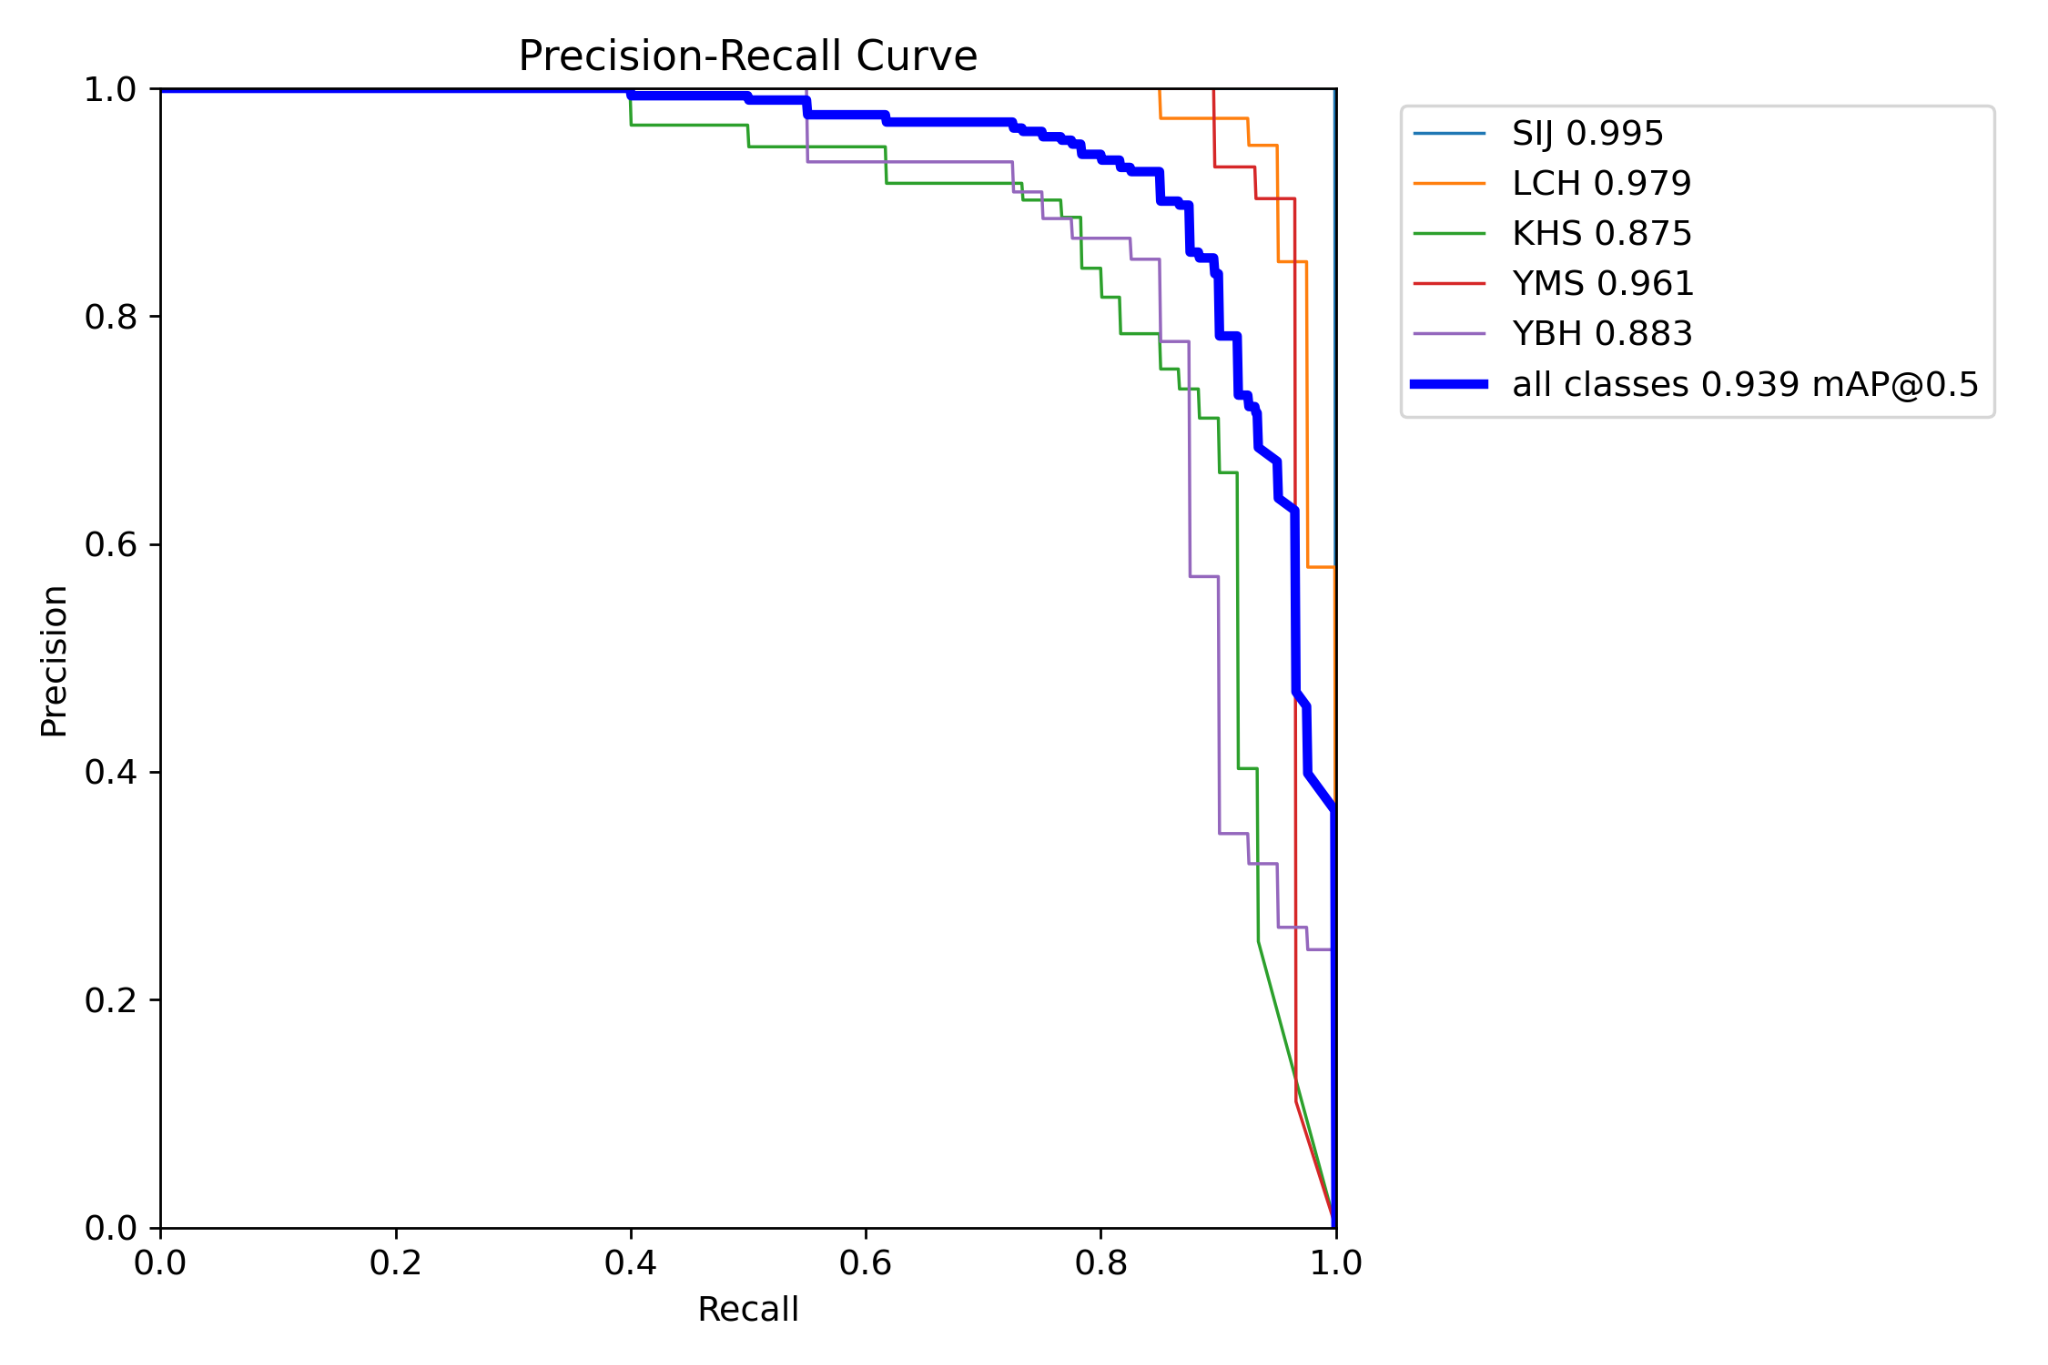 Precision-Recall Curve
1.0
0.8
0.6
0.4
0.2
0.0
Precision
0.0 0.2 0.4 0.6 0.8 1.0
Recall
SIJ 0.995
LCH 0.979
KHS 0.875
YMS 0.961
YBH 0.883
all classes 0.939 mAP@0.5